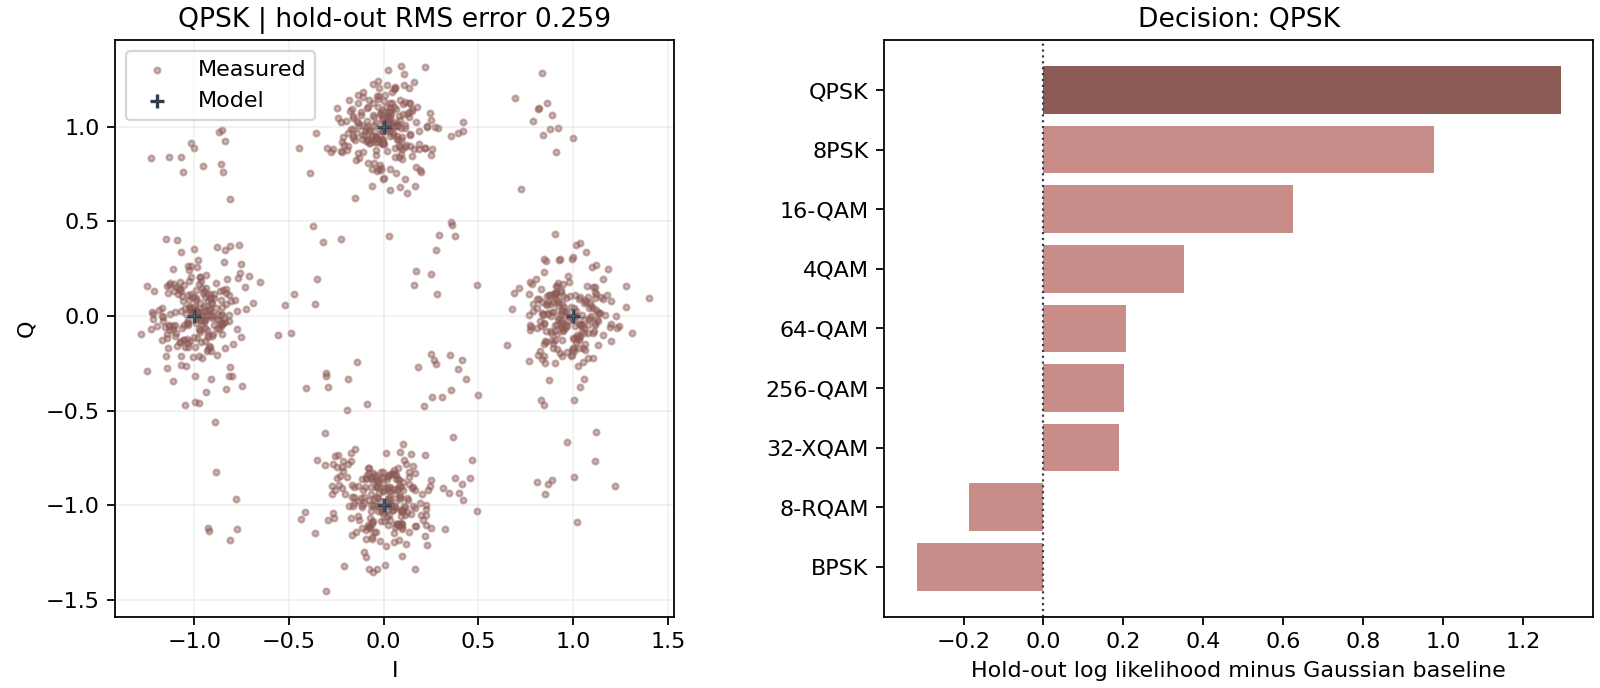 QPSK | hold-out RMS error 0.259
Measured
Model
1.0
0.5
0.0
−0.5
−1.0
−1.5
Q
−1.0 −0.5 0.0 0.5 1.0 1.5
I
Decision: QPSK
QPSK
8PSK
16-QAM
4QAM
64-QAM
256-QAM
32-XQAM
8-RQAM
BPSK
−0.2 0.0 0.2 0.4 0.6 0.8 1.0 1.2
Hold-out log likelihood minus Gaussian baseline